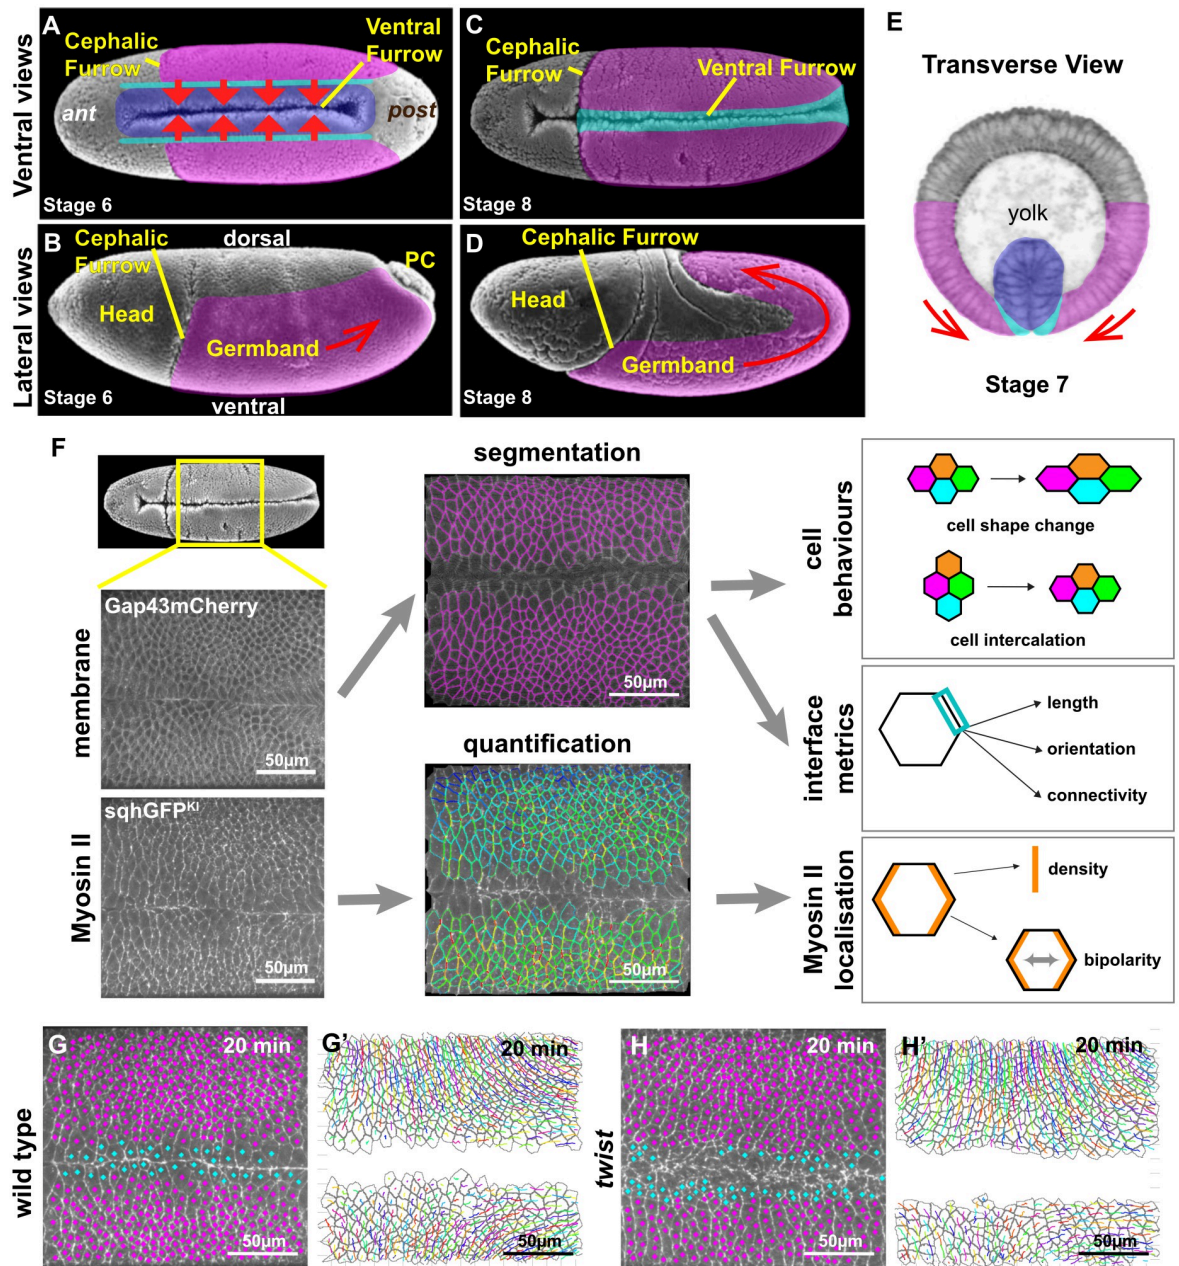 Ventral views
Lateral views
A
Cephalic
Furrow
Ventral
Furrow
ant
post
Stage 6
C
Cephalic
Furrow
Ventral Furrow
Stage 8
B
Cephalic
Furrow
dorsal
PC
Head
Germband
Stage 6
ventral
D
Cephalic Furrow
Head
Germband
Stage 8
E
Transverse View
yolk
Stage 7
F
membrane
Gap43mCherry
50μm
Myosin II
sqhGFPᴷᴵ
50μm
segmentation
50μm
quantification
50μm
cell
behaviours
cell shape change
cell intercalation
interface
metrics
length
orientation
connectivity
Myosin II
localisation
density
bipolarity
wild type
G
20 min
50μm
G'
20 min
50μm
twist
H
20 min
50μm
H'
20 min
50μm